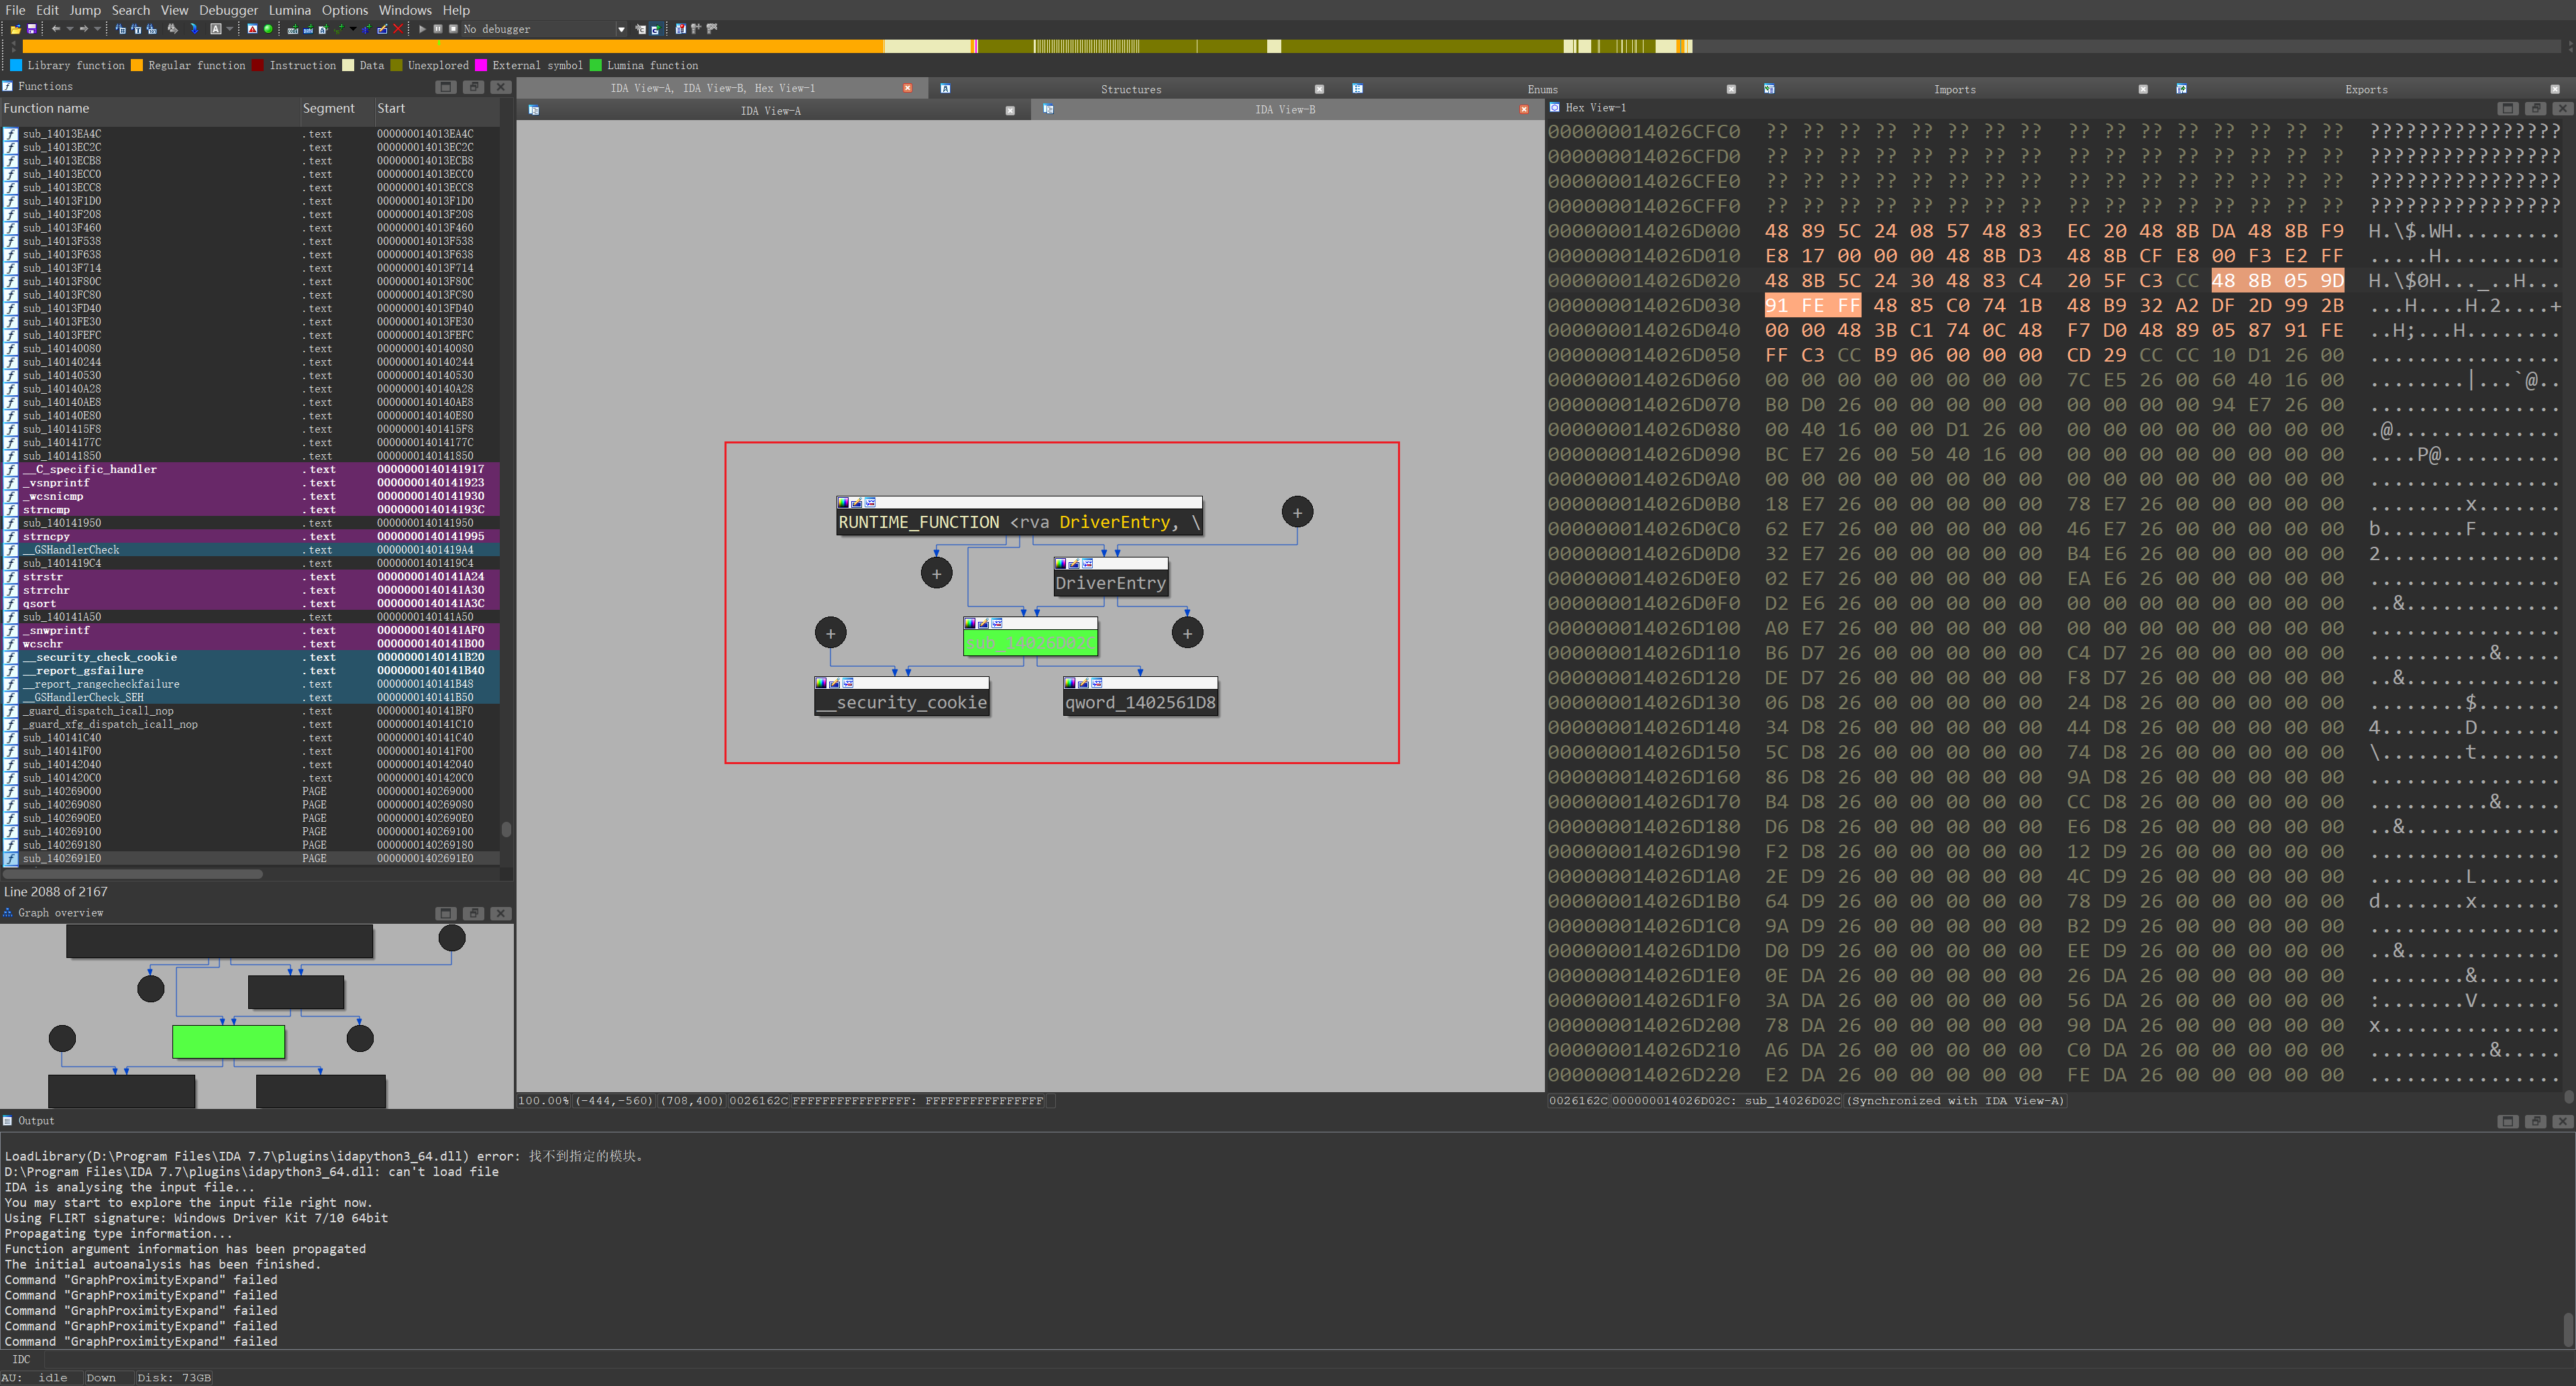 File Edit Jump Search View Debugger Lumina Options Windows Help
No debugger
Library function Regular function Instruction Data Unexplored External symbol Lumina function
Functions
Function name Segment Start
sub_14013EA4C .text 000000014013EA4C
sub_14013EC2C .text 000000014013EC2C
sub_14013ECB8 .text 000000014013ECB8
sub_14013ECC0 .text 000000014013ECC0
sub_14013ECC8 .text 000000014013ECC8
sub_14013F1D0 .text 000000014013F1D0
sub_14013F208 .text 000000014013F208
sub_14013F460 .text 000000014013F460
sub_14013F538 .text 000000014013F538
sub_14013F638 .text 000000014013F638
sub_14013F714 .text 000000014013F714
sub_14013F80C .text 000000014013F80C
sub_14013FC80 .text 000000014013FC80
sub_14013FD40 .text 000000014013FD40
sub_14013FE30 .text 000000014013FE30
sub_14013FEFC .text 000000014013FEFC
sub_140140080 .text 0000000140140080
sub_140140244 .text 0000000140140244
sub_140140530 .text 0000000140140530
sub_140140A28 .text 0000000140140A28
sub_140140AE8 .text 0000000140140AE8
sub_140140E80 .text 0000000140140E80
sub_1401415F8 .text 00000001401415F8
sub_14014177C .text 000000014014177C
sub_140141850 .text 0000000140141850
__C_specific_handler .text 0000000140141917
_vsnprintf .text 0000000140141923
_wcsnicmp .text 0000000140141930
strncmp .text 000000014014193C
sub_140141950 .text 0000000140141950
strncpy .text 0000000140141995
__GSHandlerCheck .text 00000001401419A4
sub_1401419C4 .text 00000001401419C4
strstr .text 0000000140141A24
strrchr .text 0000000140141A30
qsort .text 0000000140141A3C
sub_140141A50 .text 0000000140141A50
_snwprintf .text 0000000140141AF0
wcschr .text 0000000140141B00
__security_check_cookie .text 0000000140141B20
__report_gsfailure .text 0000000140141B40
__report_rangecheckfailure .text 0000000140141B48
__GSHandlerCheck_SEH .text 0000000140141B50
_guard_dispatch_icall_nop .text 0000000140141BF0
_guard_xfg_dispatch_icall_nop .text 0000000140141C10
sub_140141C40 .text 0000000140141C40
sub_140141F00 .text 0000000140141F00
sub_140142040 .text 0000000140142040
sub_1401420C0 .text 00000001401420C0
sub_140269000 PAGE 0000000140269000
sub_140269080 PAGE 0000000140269080
sub_1402690E0 PAGE 00000001402690E0
sub_140269100 PAGE 0000000140269100
sub_140269180 PAGE 0000000140269180
sub_1402691E0 PAGE 00000001402691E0
Line 2088 of 2167
Graph overview
IDA View-A, IDA View-B, Hex View-1 Structures Enums Imports Exports
IDA View-A IDA View-B
RUNTIME_FUNCTION <rva DriverEntry, \
DriverEntry
sub_14026D02C
__security_cookie qword_1402561D8
100.00% (-444,-560) (708,400) 0026162C FFFFFFFFFFFFFFFF: FFFFFFFFFFFFFFFF
Hex View-1
000000014026CFC0 ?? ?? ?? ?? ?? ?? ?? ?? ?? ?? ?? ?? ?? ?? ?? ?? ????????????????
000000014026CFD0 ?? ?? ?? ?? ?? ?? ?? ?? ?? ?? ?? ?? ?? ?? ?? ?? ????????????????
000000014026CFE0 ?? ?? ?? ?? ?? ?? ?? ?? ?? ?? ?? ?? ?? ?? ?? ?? ????????????????
000000014026CFF0 ?? ?? ?? ?? ?? ?? ?? ?? ?? ?? ?? ?? ?? ?? ?? ?? ????????????????
000000014026D000 48 89 5C 24 08 57 48 83 EC 20 48 8B DA 48 8B F9 H.\$.WH.........
000000014026D010 E8 17 00 00 00 48 8B D3 48 8B CF E8 00 F3 E2 FF .....H..........
000000014026D020 48 8B 5C 24 30 48 83 C4 20 5F C3 CC 48 8B 05 9D H.\$0H..._..H...
000000014026D030 91 FE FF 48 85 C0 74 1B 48 B9 32 A2 DF 2D 99 2B ...H....H.2....+
000000014026D040 00 00 48 3B C1 74 0C 48 F7 D0 48 89 05 87 91 FE ..H;...H........
000000014026D050 FF C3 CC B9 06 00 00 00 CD 29 CC CC 10 D1 26 00 ................
000000014026D060 00 00 00 00 00 00 00 00 7C E5 26 00 60 40 16 00 ........|...`@..
000000014026D070 B0 D0 26 00 00 00 00 00 00 00 00 00 94 E7 26 00 ................
000000014026D080 00 40 16 00 00 D1 26 00 00 00 00 00 00 00 00 00 .@..............
000000014026D090 BC E7 26 00 50 40 16 00 00 00 00 00 00 00 00 00 ....P@..........
000000014026D0A0 00 00 00 00 00 00 00 00 00 00 00 00 00 00 00 00 ................
000000014026D0B0 18 E7 26 00 00 00 00 00 78 E7 26 00 00 00 00 00 ........x.......
000000014026D0C0 62 E7 26 00 00 00 00 00 46 E7 26 00 00 00 00 00 b.......F.......
000000014026D0D0 32 E7 26 00 00 00 00 00 B4 E6 26 00 00 00 00 00 2...............
000000014026D0E0 02 E7 26 00 00 00 00 00 EA E6 26 00 00 00 00 00 ................
000000014026D0F0 D2 E6 26 00 00 00 00 00 00 00 00 00 00 00 00 00 ..&.............
000000014026D100 A0 E7 26 00 00 00 00 00 00 00 00 00 00 00 00 00 ................
000000014026D110 B6 D7 26 00 00 00 00 00 C4 D7 26 00 00 00 00 00 ..........&.....
000000014026D120 DE D7 26 00 00 00 00 00 F8 D7 26 00 00 00 00 00 ..&.............
000000014026D130 06 D8 26 00 00 00 00 00 24 D8 26 00 00 00 00 00 ........$.......
000000014026D140 34 D8 26 00 00 00 00 00 44 D8 26 00 00 00 00 00 4.......D.......
000000014026D150 5C D8 26 00 00 00 00 00 74 D8 26 00 00 00 00 00 \.......t.......
000000014026D160 86 D8 26 00 00 00 00 00 9A D8 26 00 00 00 00 00 ................
000000014026D170 B4 D8 26 00 00 00 00 00 CC D8 26 00 00 00 00 00 ..........&.....
000000014026D180 D6 D8 26 00 00 00 00 00 E6 D8 26 00 00 00 00 00 ..&.............
000000014026D190 F2 D8 26 00 00 00 00 00 12 D9 26 00 00 00 00 00 ................
000000014026D1A0 2E D9 26 00 00 00 00 00 4C D9 26 00 00 00 00 00 ........L.......
000000014026D1B0 64 D9 26 00 00 00 00 00 78 D9 26 00 00 00 00 00 d.......x.......
000000014026D1C0 9A D9 26 00 00 00 00 00 B2 D9 26 00 00 00 00 00 ................
000000014026D1D0 D0 D9 26 00 00 00 00 00 EE D9 26 00 00 00 00 00 ..&.............
000000014026D1E0 0E DA 26 00 00 00 00 00 26 DA 26 00 00 00 00 00 ........&.......
000000014026D1F0 3A DA 26 00 00 00 00 00 56 DA 26 00 00 00 00 00 :.......V.......
000000014026D200 78 DA 26 00 00 00 00 00 90 DA 26 00 00 00 00 00 x...............
000000014026D210 A6 DA 26 00 00 00 00 00 C0 DA 26 00 00 00 00 00 ..........&.....
000000014026D220 E2 DA 26 00 00 00 00 00 FE DA 26 00 00 00 00 00 ................
0026162C 000000014026D02C: sub_14026D02C (Synchronized with IDA View-A)
Output
LoadLibrary(D:\Program Files\IDA 7.7\plugins\idapython3_64.dll) error: 找不到指定的模块。
D:\Program Files\IDA 7.7\plugins\idapython3_64.dll: can't load file
IDA is analysing the input file...
You may start to explore the input file right now.
Using FLIRT signature: Windows Driver Kit 7/10 64bit
Propagating type information...
Function argument information has been propagated
The initial autoanalysis has been finished.
Command "GraphProximityExpand" failed
Command "GraphProximityExpand" failed
Command "GraphProximityExpand" failed
Command "GraphProximityExpand" failed
Command "GraphProximityExpand" failed
IDC
AU: idle Down Disk: 73GB